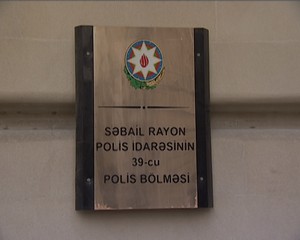 SƏBAİL RAYON
POLİS İDARƏSİNİN
39-cu
POLİS BÖLMƏSİ